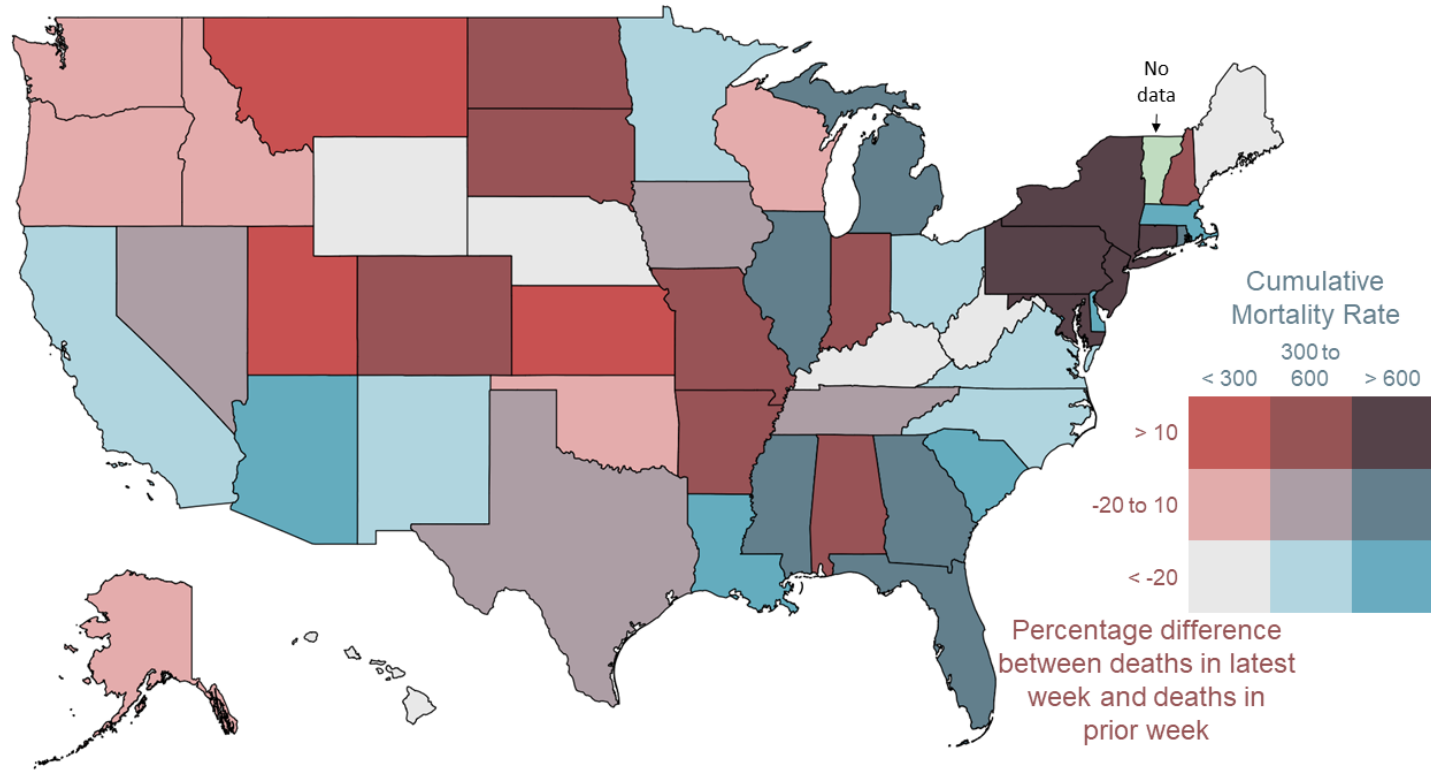 No
data
Cumulative
Mortality Rate
300 to
< 300 600 > 600
> 10
-20 to 10
< -20
Percentage difference
between deaths in latest
week and deaths in
prior week